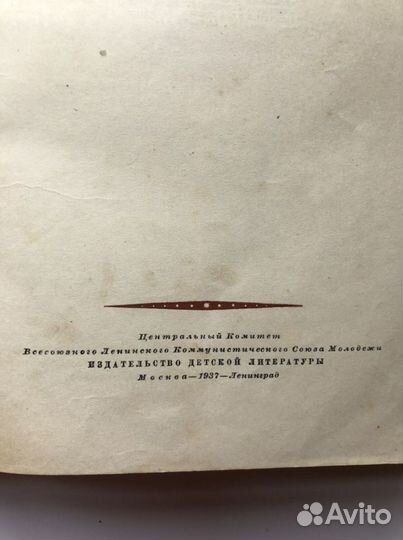 Центральный Комитет
Всесоюзного Ленинского Коммунистического Союза Молодежи
ИЗДАТЕЛЬСТВО ДЕТСКОЙ ЛИТЕРАТУРЫ
Москва—1937—Ленинград
Avito